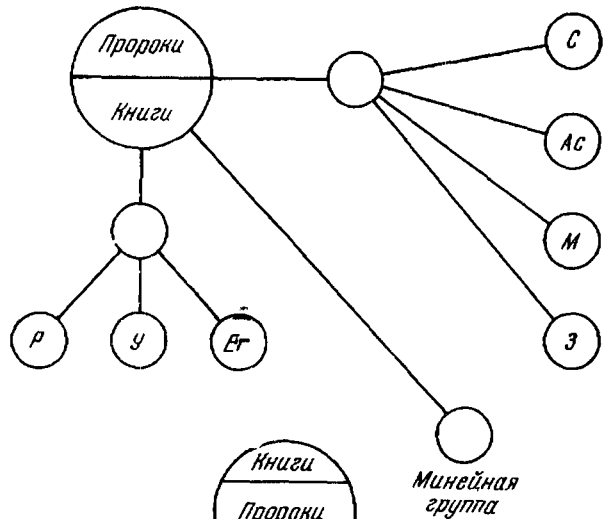 Пророки
Книги
С
Ас
М
З
Р
У
Ег
Минейная
группа
Книги
Пророки